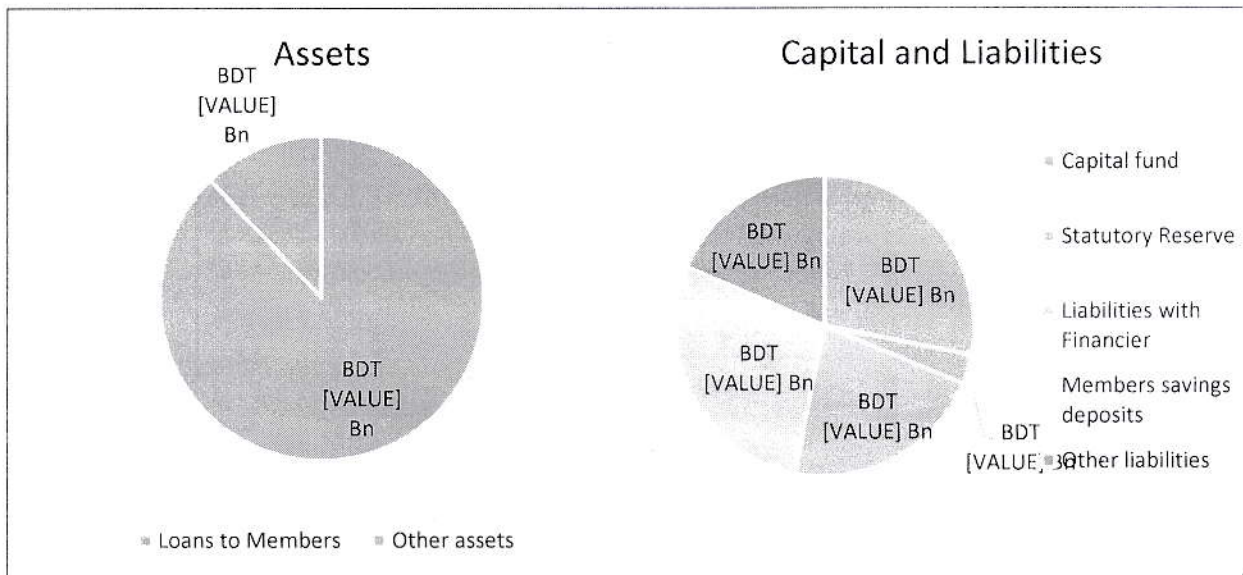 Assets
BDT
[VALUE]
Bn
BDT
[VALUE]
Bn
Loans to Members
Other assets
Capital and Liabilities
BDT
[VALUE] Bn
BDT
[VALUE] Bn
BDT
[VALUE] Bn
BDT
[VALUE] Bn
BDT
[VALUE] Bn
Capital fund
Statutory Reserve
Liabilities with
Financier
Members savings
deposits
Other liabilities